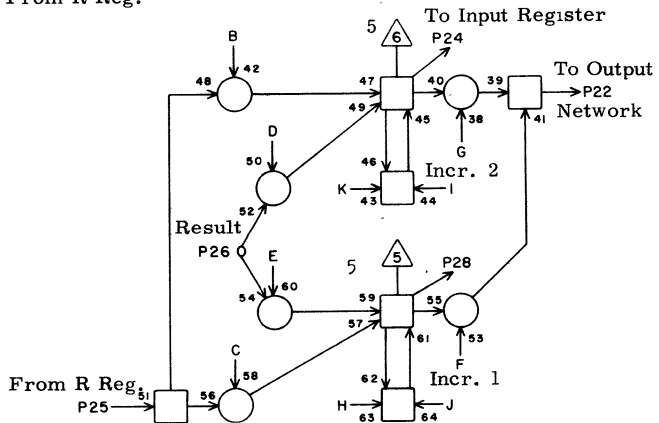 From R Reg.
5
6
To Input Register
P24
B
42
48
47
49
40
39
To Output
P22
Network
41
45
38
D
50
46
G
Incr. 2
K
I
43
44
52
Result
P26
5
5
P28
E
60
54
59
57
55
61
53
C
58
F
62
Incr. 1
From R Reg.
P25
51
56
H
J
63
64